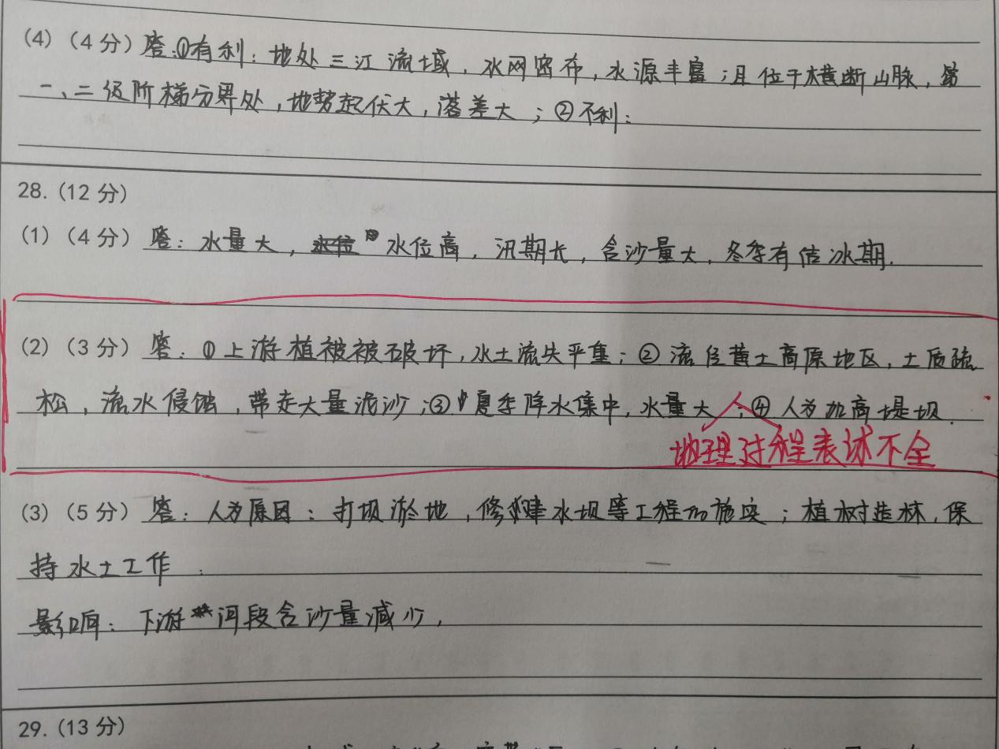 (4)(4分)答:①有利:地处三江流域,水网密布,水源丰富;且位于横断山脉,第
一、二级阶梯分界处,地势起伏大,落差大;②不利:
28.(12分)
(1)(4分)答:水量大,水位高,汛期长,含沙量大,冬季有结冰期.
(2)(3分)答:①上游植被被破坏,水土流失严重;②流经黄土高原地区,土质疏
松,流水侵蚀,带走大量泥沙;③夏季降水集中,水量大;④人为加高堤坝.
地理过程表述不全
(3)(5分)答:人为原因:打坝淤地,修建水坝等工程的施实;植树造林,保
持水土工作.
影响:下游河段含沙量减少,
29.(13分)